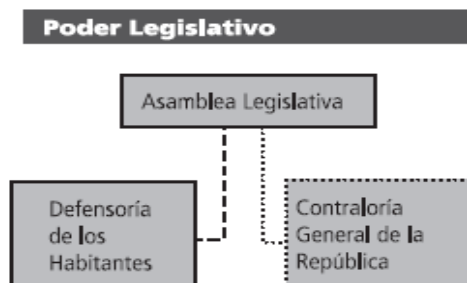 Poder Legislativo
Asamblea Legislativa
Defensoría
de los
Habitantes
Contraloría
General de la
República